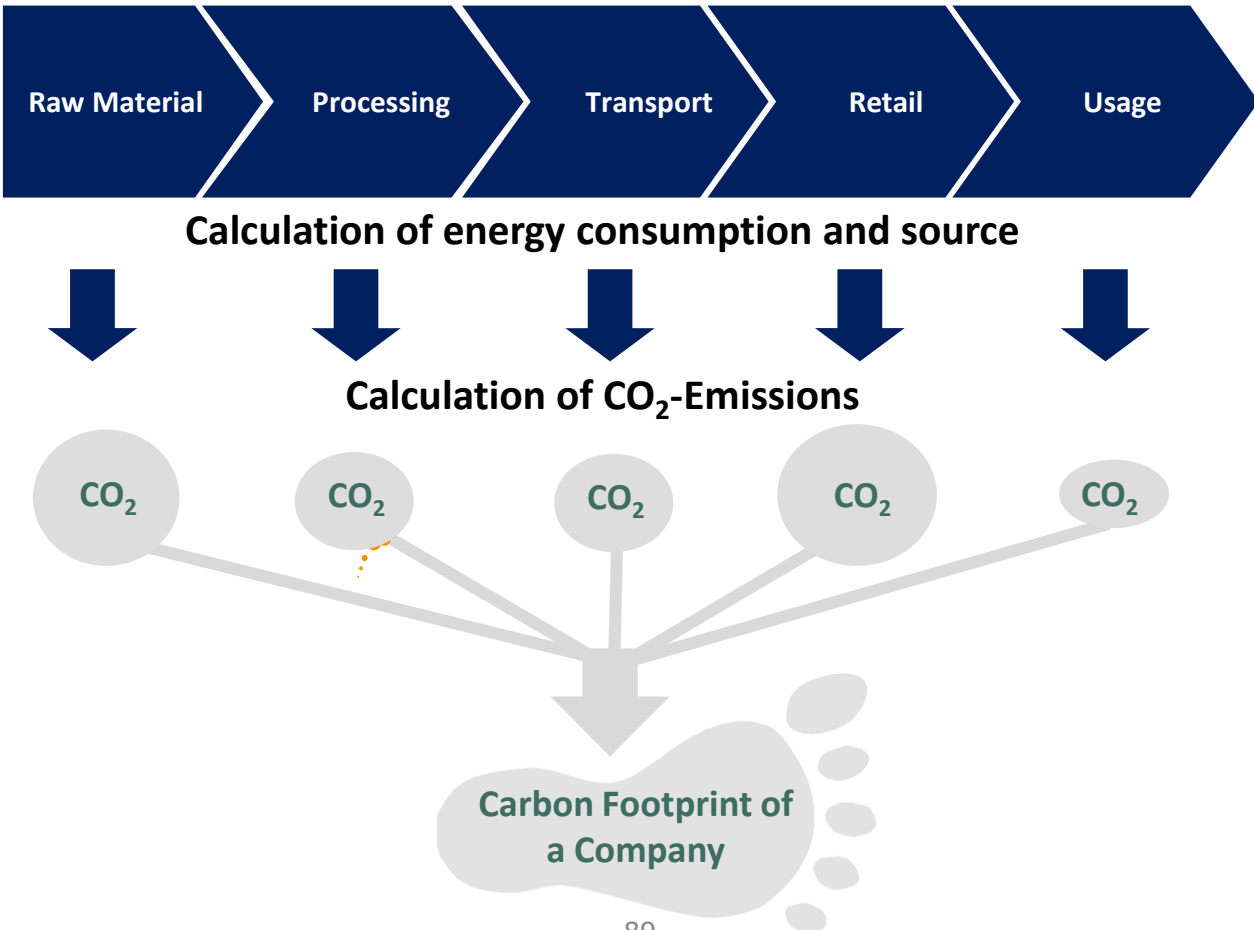 Raw Material
Processing
Transport
Retail
Usage
Calculation of energy consumption and source
Calculation of CO₂-Emissions
CO₂
CO₂
CO₂
CO₂
CO₂
Carbon Footprint of
a Company